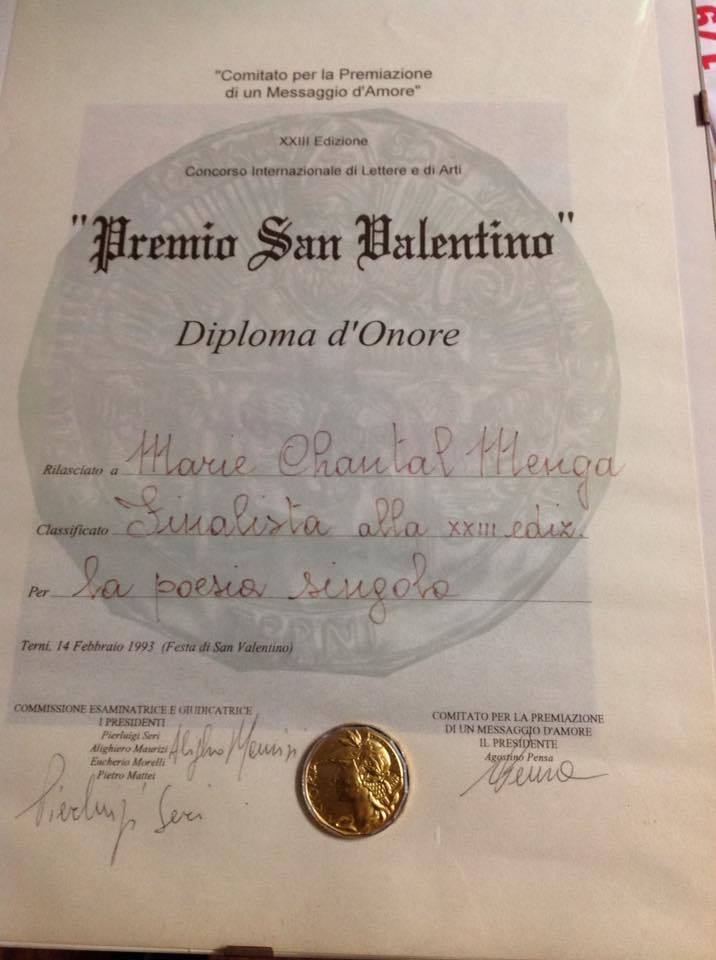 "Comitato per la Premiazione
di un Messaggio d'Amore"
XXIII Edizione
Concorso Internazionale di Lettere e di Arti
"Premio San Valentino"
Diploma d'Onore
Rilasciato a Marie Chantal Menga
Classificato Finalista alla XXIII ediz.
Per la poesia singola
Terni, 14 Febbraio 1993 (Festa di San Valentino)
COMMISSIONE ESAMINATRICE E GIUDICATRICE
I PRESIDENTI
Pierluigi Seri
Alighiero Maurizi
Eucherio Morelli
Pietro Mattei
Pierluigi Seri
COMITATO PER LA PREMIAZIONE
DI UN MESSAGGIO D'AMORE
IL PRESIDENTE
Agostino Pensa
TERNI